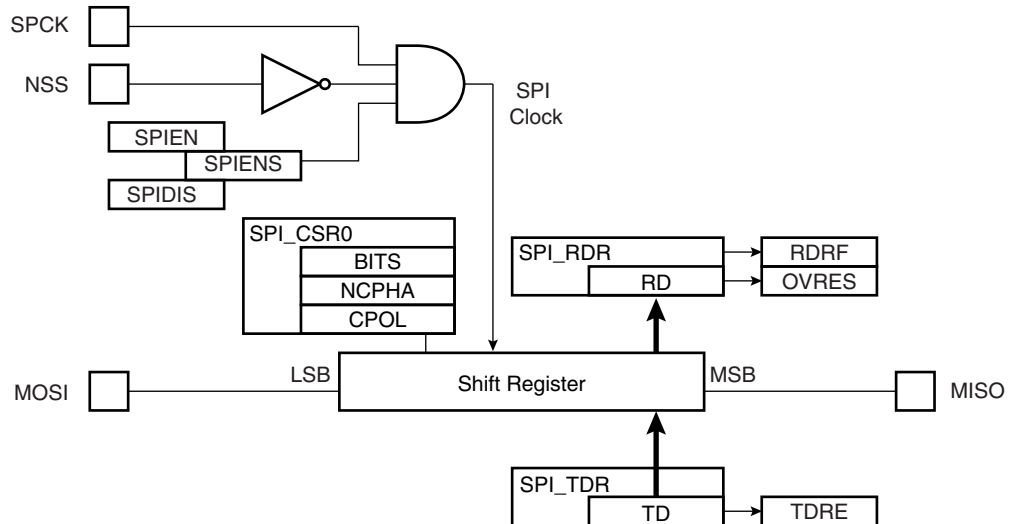 SPCK
NSS
SPI
Clock
SPIEN
SPIENS
SPIDIS
SPI_CSR0
BITS
NCPHA
CPOL
SPI_RDR
RD
RDRF
OVRES
MOSI
LSB
Shift Register
MSB
MISO
SPI_TDR
TD
TDRE